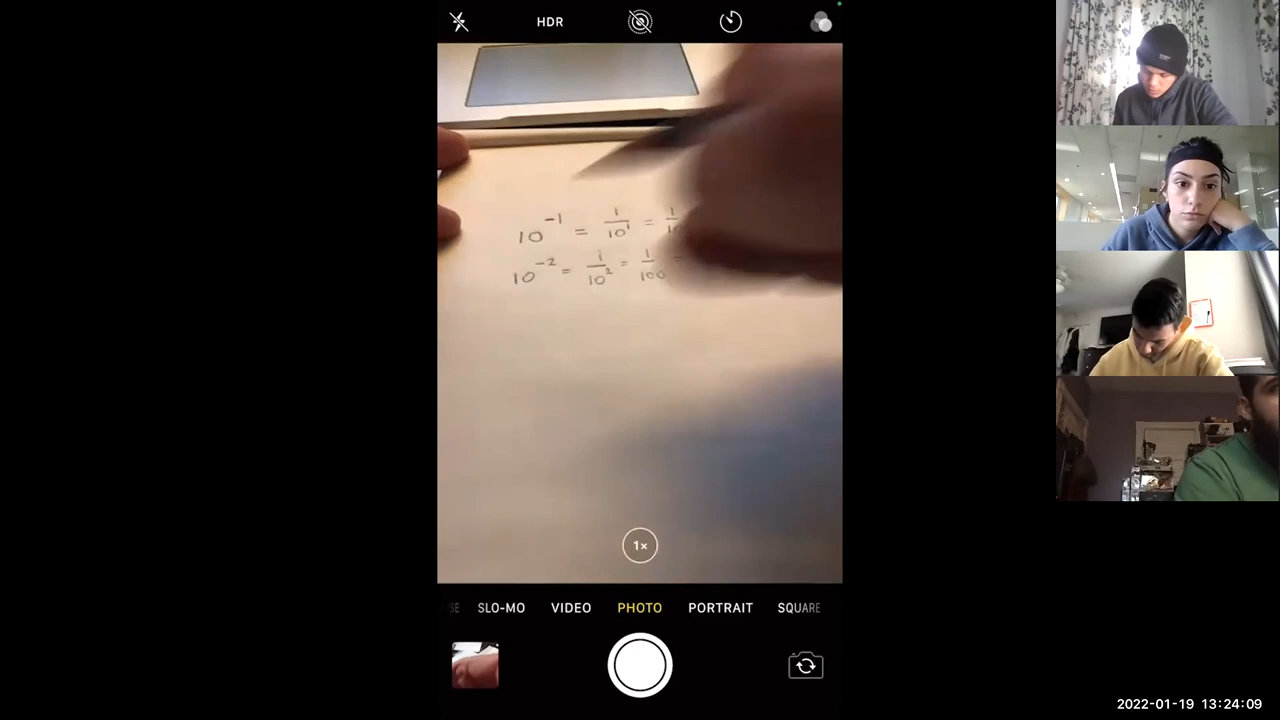 HDR
10⁻¹ = 1/10¹ = 1/10
10⁻² = 1/10² = 1/100 =
1×
SLO-MO VIDEO PHOTO PORTRAIT SQUARE
2022-01-19 13:24:09